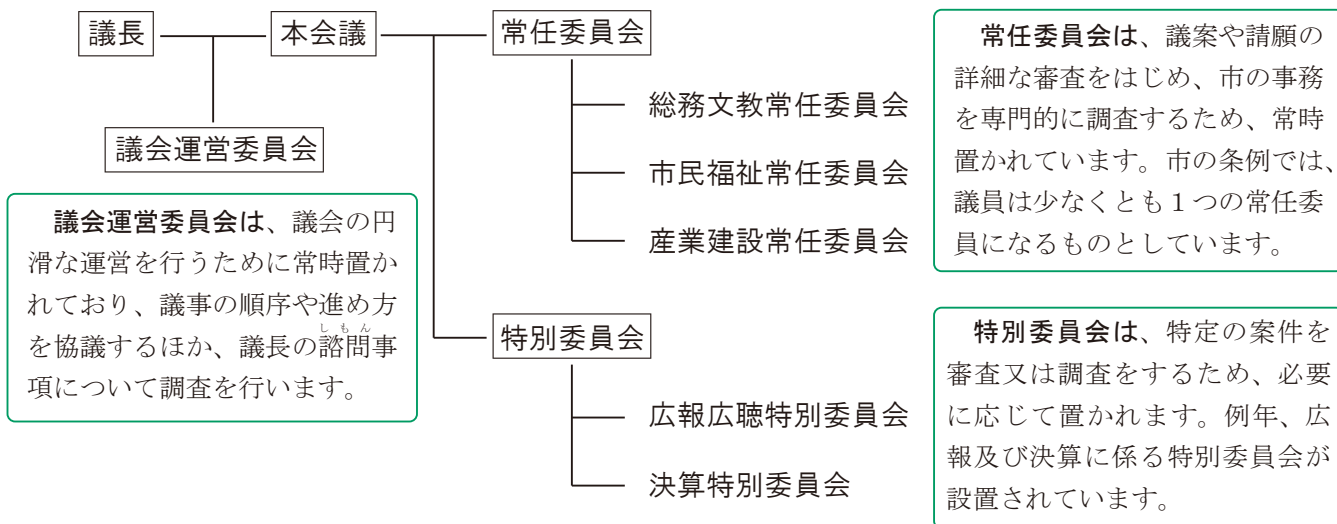 議長
本会議
常任委員会
総務文教常任委員会
市民福祉常任委員会
産業建設常任委員会
議会運営委員会
議会運営委員会は、議会の円
滑な運営を行うために常時置か
れており、議事の順序や進め方
を協議するほか、議長の諮問事
しもん
項について調査を行います。
特別委員会
広報広聴特別委員会
決算特別委員会
常任委員会は、議案や請願の
詳細な審査をはじめ、市の事務
を専門的に調査するため、常時
置かれています。市の条例では、
議員は少なくとも1つの常任委
員になるものとしています。
特別委員会は、特定の案件を
審査又は調査をするため、必要
に応じて置かれます。例年、広
報及び決算に係る特別委員会が
設置されています。